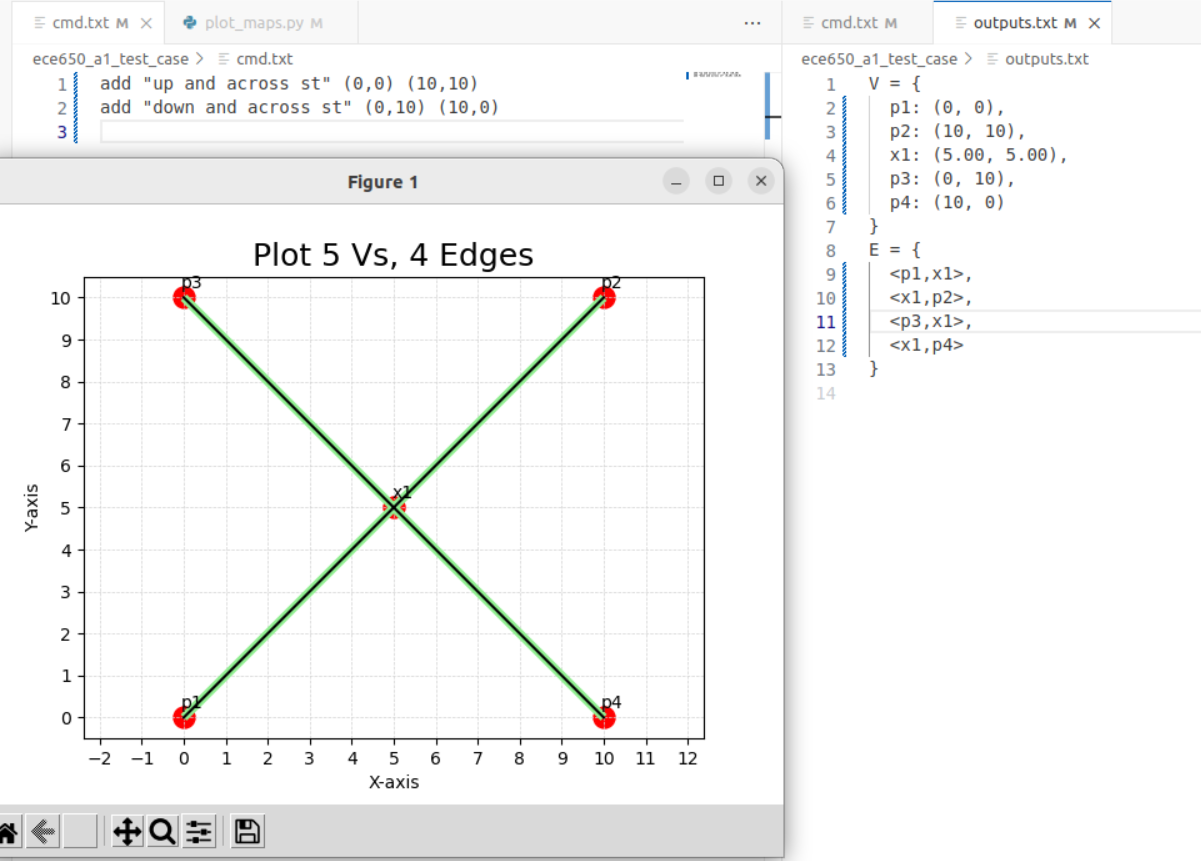 cmd.txt M
plot_maps.py M
...
ece650_a1_test_case > cmd.txt
1 add "up and across st" (0,0) (10,10)
2 add "down and across st" (0,10) (10,0)
3
Figure 1
Plot 5 Vs, 4 Edges
p3
p2
x1
p1
p4
10
9
8
7
6
5
4
3
2
1
0
Y-axis
−2 −1 0 1 2 3 4 5 6 7 8 9 10 11 12
X-axis
cmd.txt M
outputs.txt M
ece650_a1_test_case > outputs.txt
1 V = {
2 p1: (0, 0),
3 p2: (10, 10),
4 x1: (5.00, 5.00),
5 p3: (0, 10),
6 p4: (10, 0)
7 }
8 E = {
9 <p1,x1>,
10 <x1,p2>,
11 <p3,x1>,
12 <x1,p4>
13 }
14